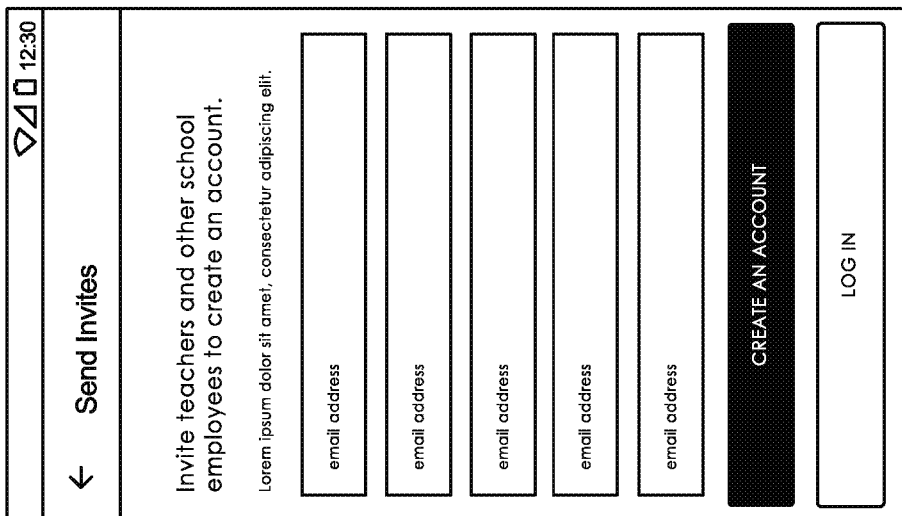 12:30
Send Invites
Invite teachers and other school
employees to create an account.
Lorem ipsum dolor sit amet, consectetur adipiscing elit.
email address
email address
email address
email address
email address
CREATE AN ACCOUNT
LOG IN